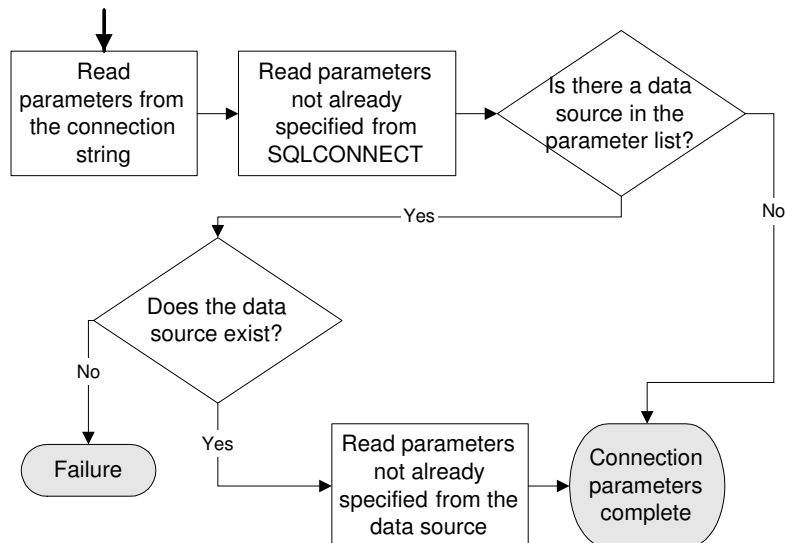 Read
parameters from
the connection
string
Read parameters
not already
specified from
SQLCONNECT
Is there a data
source in the
parameter list?
No
Yes
Does the data
source exist?
No
Yes
Failure
Read parameters
not already
specified from the
data source
Connection
parameters
complete